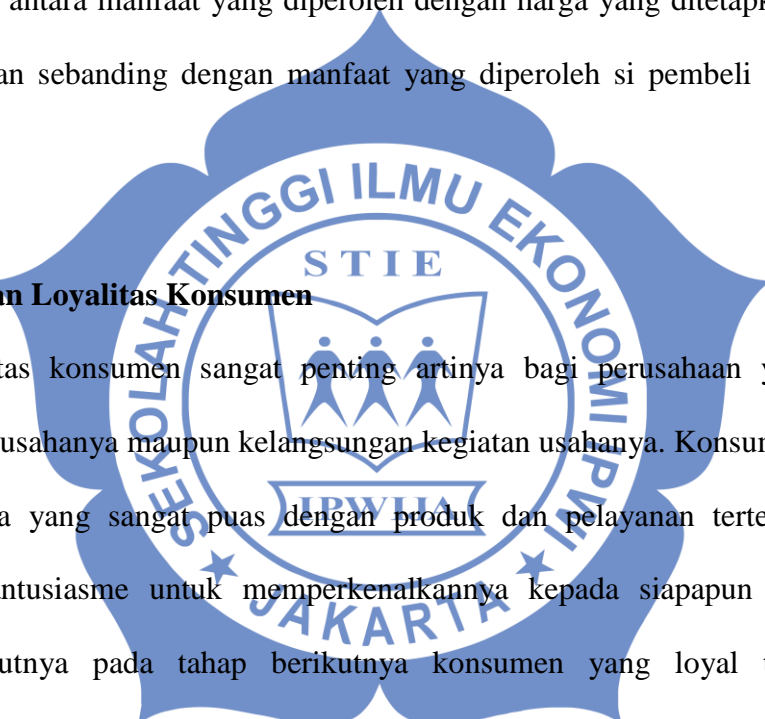 antara manfaat yang diperoleh dengan harga yang ditetapk
an sebanding dengan manfaat yang diperoleh si pembeli
an Loyalitas Konsumen
tas konsumen sangat penting artinya bagi perusahaan y
usahanya maupun kelangsungan kegiatan usahanya. Konsum
a yang sangat puas dengan produk dan pelayanan terte
antusiasme untuk memperkenalkannya kepada siapapun
utnya pada tahap berikutnya konsumen yang loyal
SEKOLAH TINGGI ILMU EKONOMI IPWI
STIE
IPWIJA
★ JAKARTA ★